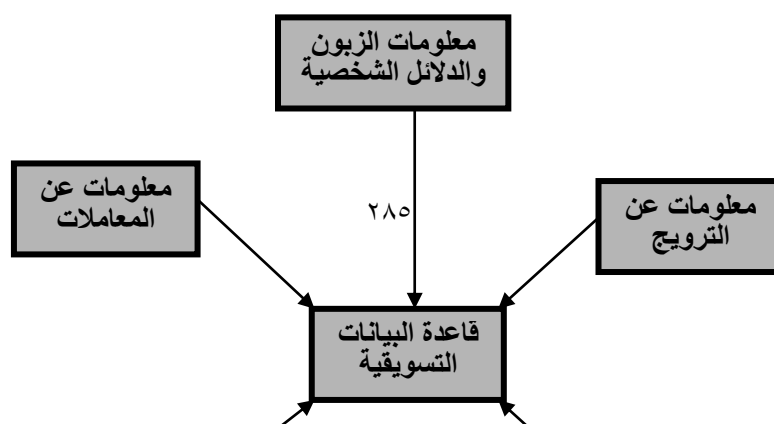 معلومات الزبون
والدلائل الشخصية
معلومات عن
الترويج
معلومات عن
المعاملات
٢٨٥
قاعدة البيانات
التسويقية